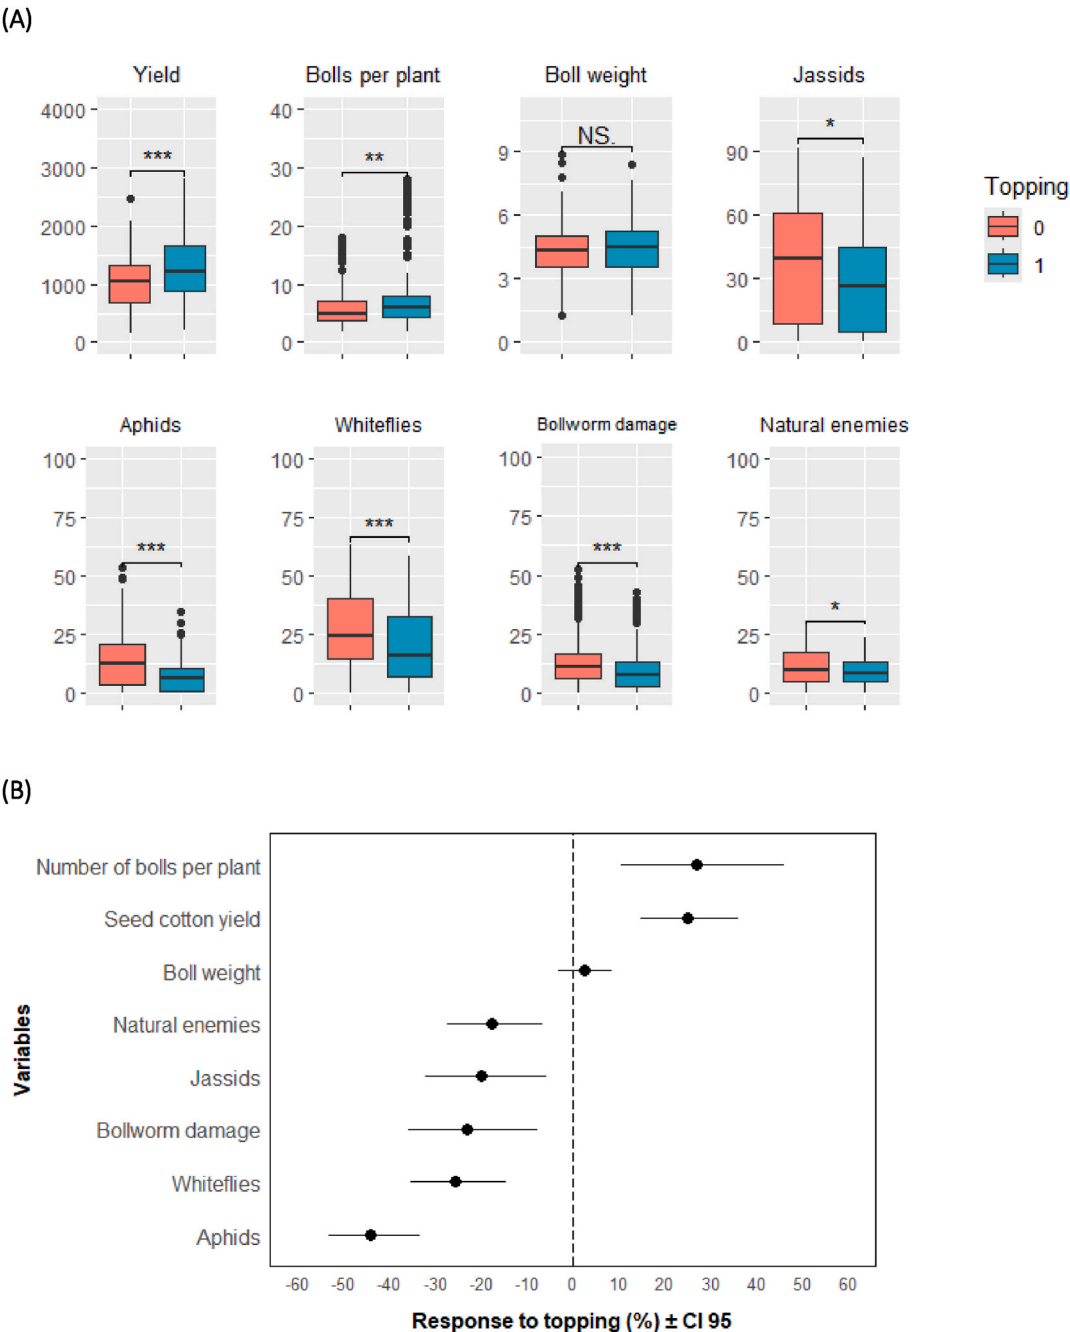 (A)
Yield
Bolls per plant
Boll weight
Jassids
4000
3000
2000
1000
0
***
40
30
20
10
0
**
9
6
3
0
NS.
90
60
30
0
*
Topping
0
1
Aphids
Whiteflies
Bollworm damage
Natural enemies
100
75
50
25
0
***
100
75
50
25
0
***
100
75
50
25
0
***
100
75
50
25
0
*
(B)
Variables
Number of bolls per plant
Seed cotton yield
Boll weight
Natural enemies
Jassids
Bollworm damage
Whiteflies
Aphids
-60 -50 -40 -30 -20 -10 0 10 20 30 40 50 60
Response to topping (%) ± CI 95